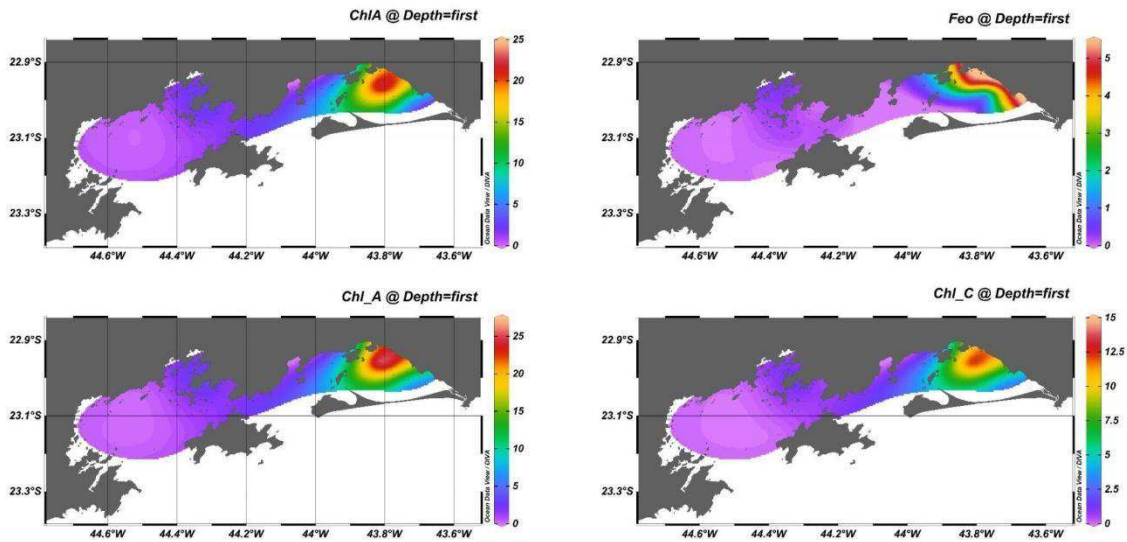 ChlA @ Depth=first
25
20
15
10
5
0
22.9°S
23.1°S
23.3°S
44.6°W 44.4°W 44.2°W 44°W 43.8°W 43.6°W
Ocean Data View / DIVA
Feo @ Depth=first
5
4
3
2
1
0
22.9°S
23.1°S
23.3°S
44.6°W 44.4°W 44.2°W 44°W 43.8°W 43.6°W
Ocean Data View / DIVA
Chl_A @ Depth=first
25
20
15
10
5
0
22.9°S
23.1°S
23.3°S
44.6°W 44.4°W 44.2°W 44°W 43.8°W 43.6°W
Ocean Data View / DIVA
Chl_C @ Depth=first
15
12.5
10
7.5
5
2.5
0
22.9°S
23.1°S
23.3°S
44.6°W 44.4°W 44.2°W 44°W 43.8°W 43.6°W
Ocean Data View / DIVA